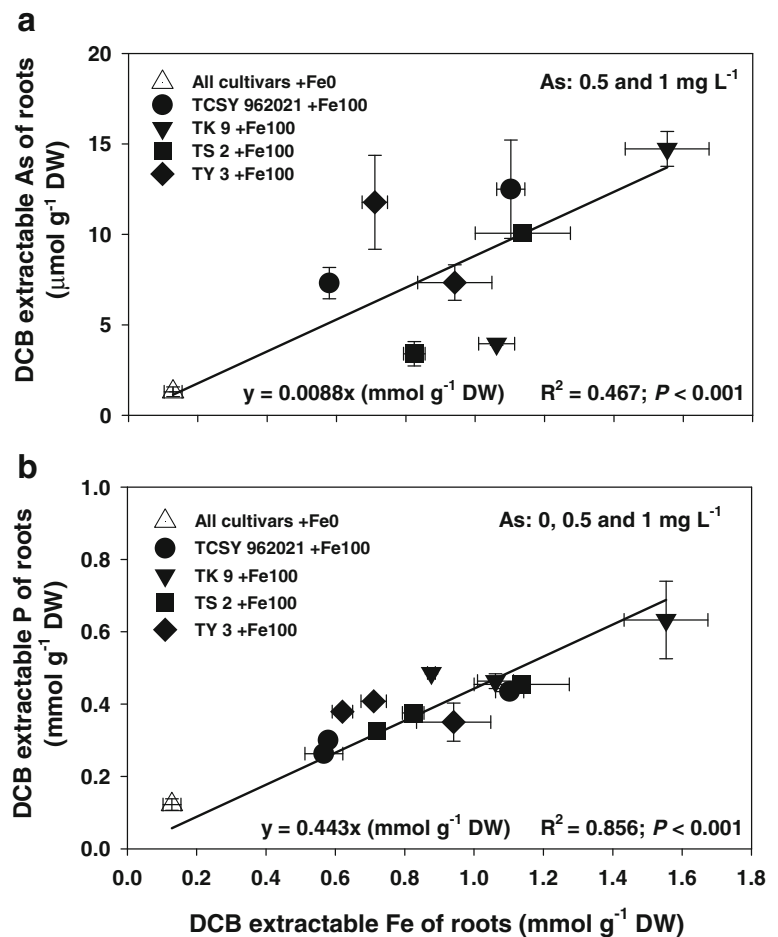 a
DCB extractable As of roots
(µmol g⁻¹ DW)
20
15
10
5
0
All cultivars +Fe0
TCSY 962021 +Fe100
TK 9 +Fe100
TS 2 +Fe100
TY 3 +Fe100
As: 0.5 and 1 mg L⁻¹
y = 0.0088x (mmol g⁻¹ DW) R² = 0.467; P < 0.001
b
DCB extractable P of roots
(mmol g⁻¹ DW)
1.0
0.8
0.6
0.4
0.2
0.0
All cultivars +Fe0
TCSY 962021 +Fe100
TK 9 +Fe100
TS 2 +Fe100
TY 3 +Fe100
As: 0, 0.5 and 1 mg L⁻¹
y = 0.443x (mmol g⁻¹ DW) R² = 0.856; P < 0.001
0.0 0.2 0.4 0.6 0.8 1.0 1.2 1.4 1.6 1.8
DCB extractable Fe of roots (mmol g⁻¹ DW)